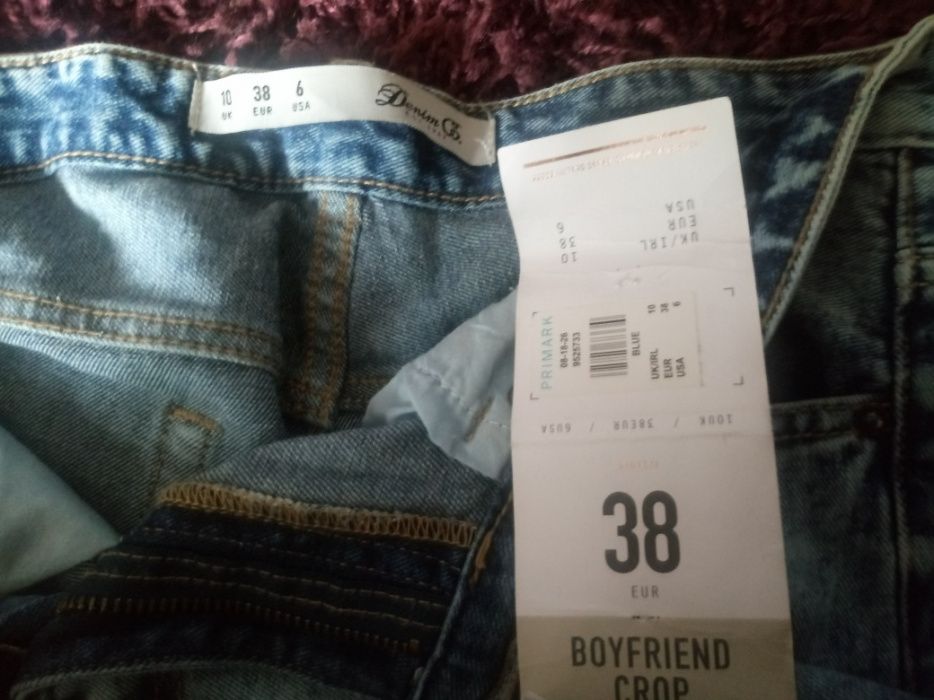 10 38 6
UK EUR USA
Denim Co.
UK/IRL 10
EUR 38
USA 6
PRIMARK
08-18-26
9525733
BLUE
UK/IRL 10
EUR 38
USA 6
10UK / 38EUR / 6USA
38
EUR
BOYFRIEND
CROP